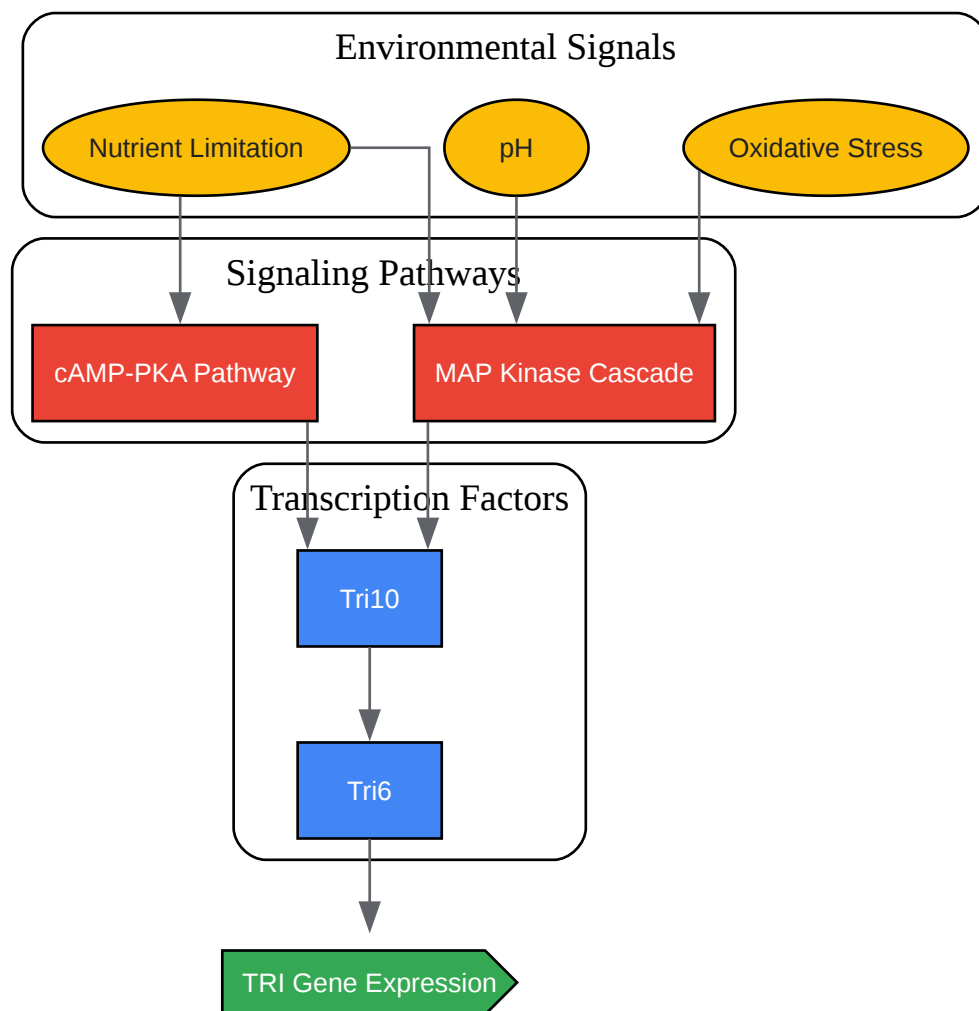 Environmental Signals
Nutrient Limitation
pH
Oxidative Stress
Signaling Pathways
cAMP-PKA Pathway
MAP Kinase Cascade
Transcription Factors
Tri10
Tri6
TRI Gene Expression